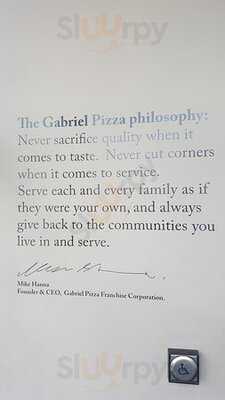 Sluurpy
The Gabriel Pizza philosophy:
Never sacrifice quality when it
comes to taste. Never cut corners
when it comes to service.
Serve each and every family as if
they were your own, and always
give back to the communities you
live in and serve.
Mike Hanna
Founder & CEO, Gabriel Pizza Franchise Corporation.
Sluurpy